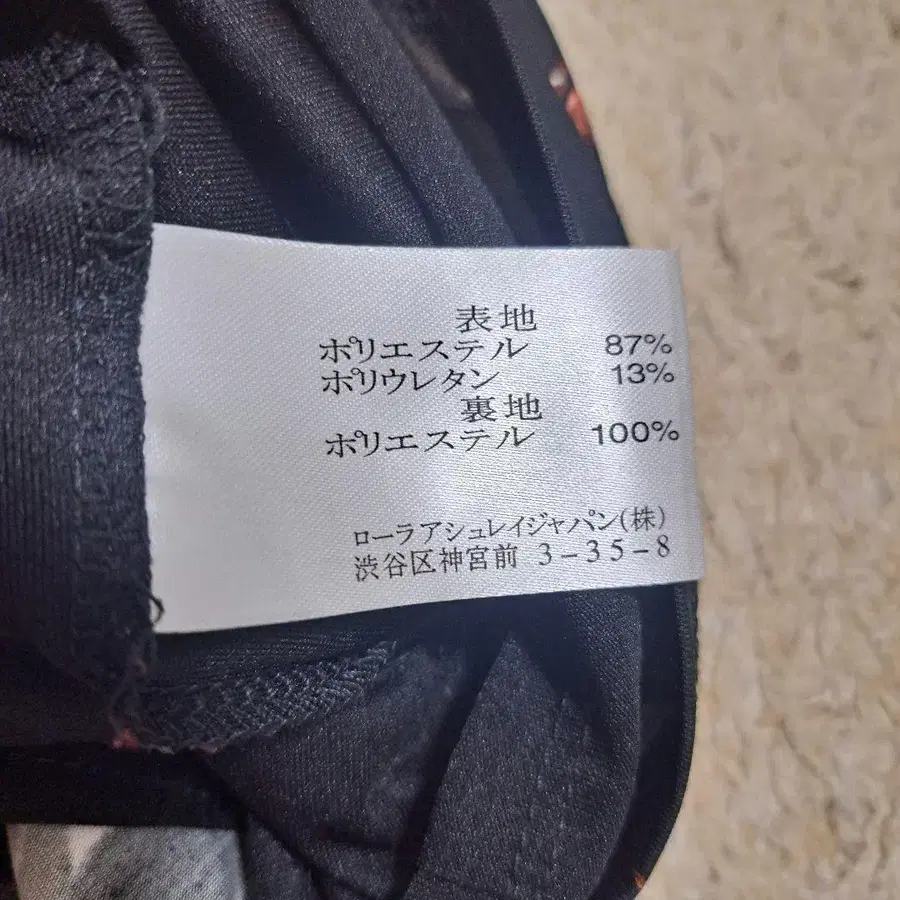 表地
ポリエステル 87%
ポリウレタン 13%
裏地
ポリエステル 100%
ローラアシュレイジャパン(株)
渋谷区神宮前 3-35-8